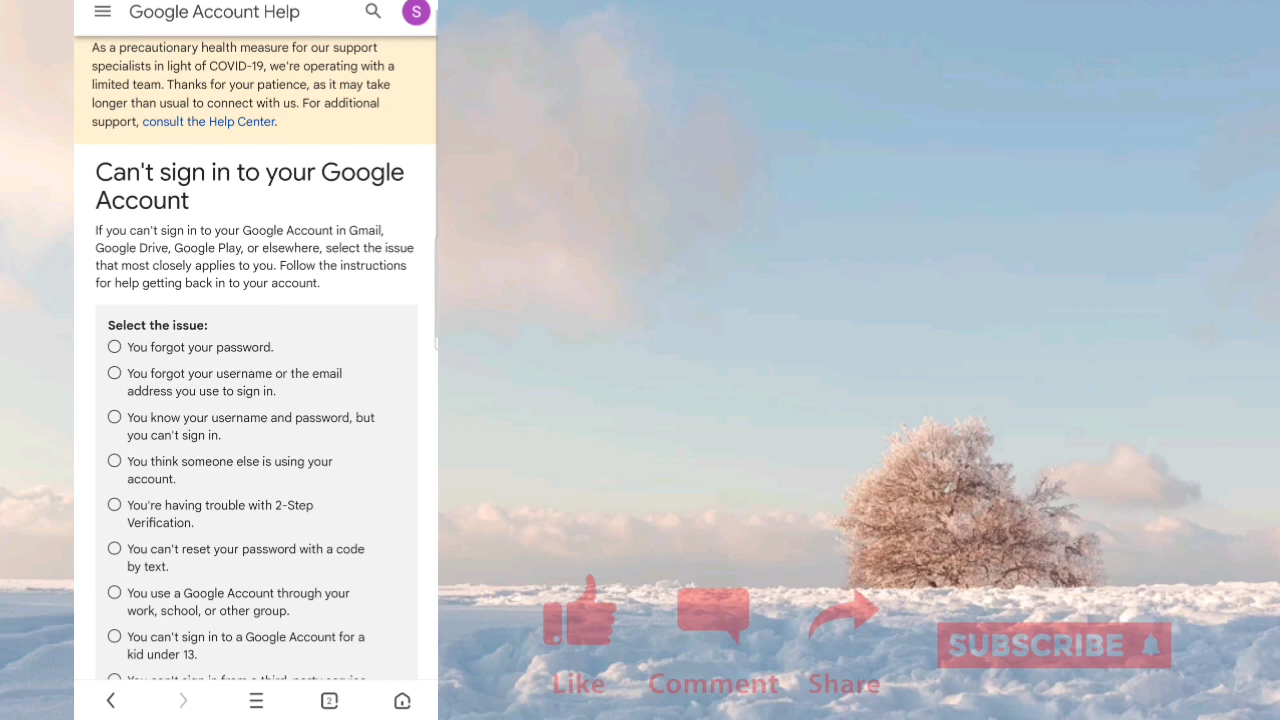 Google Account Help
S
As a precautionary health measure for our support
specialists in light of COVID-19, we're operating with a
limited team. Thanks for your patience, as it may take
longer than usual to connect with us. For additional
support, consult the Help Center.
Can't sign in to your Google
Account
If you can't sign in to your Google Account in Gmail,
Google Drive, Google Play, or elsewhere, select the issue
that most closely applies to you. Follow the instructions
for help getting back in to your account.
Select the issue:
You forgot your password.
You forgot your username or the email
address you use to sign in.
You know your username and password, but
you can't sign in.
You think someone else is using your
account.
You're having trouble with 2-Step
Verification.
You can't reset your password with a code
by text.
You use a Google Account through your
work, school, or other group.
You can't sign in to a Google Account for a
kid under 13.
You can't sign in from a third-party service
2
Like Comment Share
SUBSCRIBE